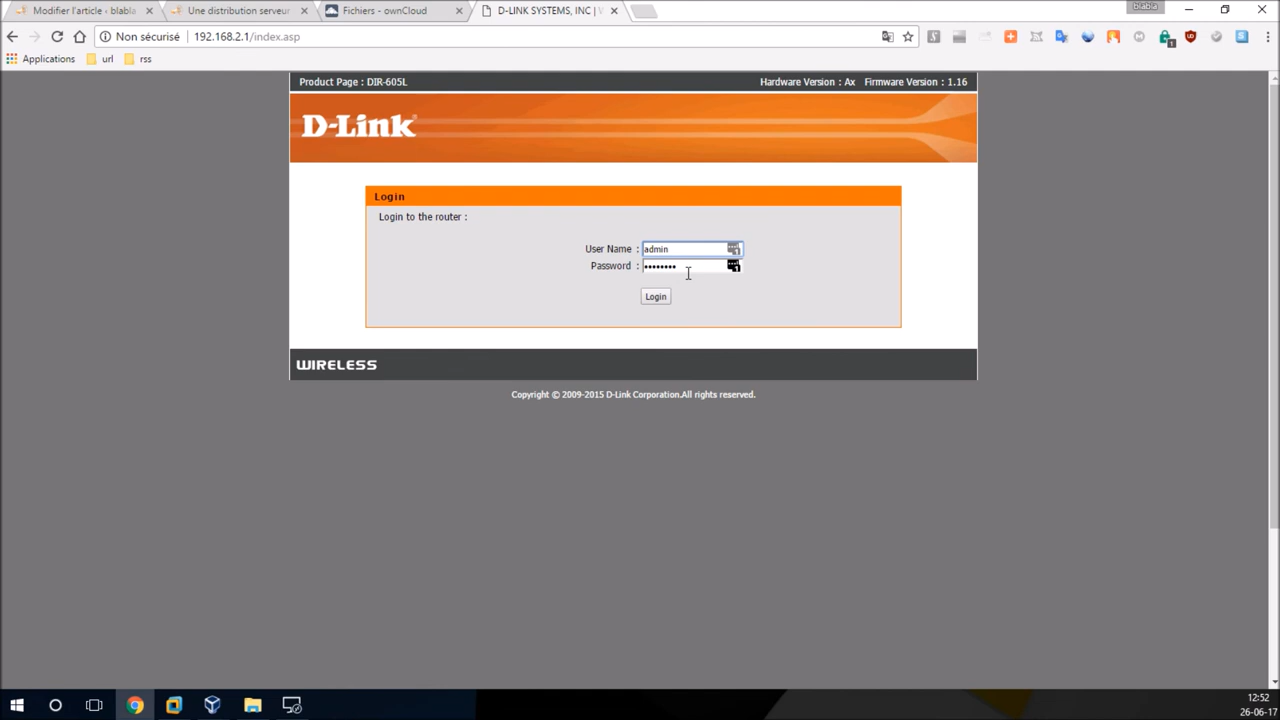 blabla
Modifier l'article ‹ blabla
Une distribution serveur
Fichiers - ownCloud
D-LINK SYSTEMS, INC | 
Non sécurisé
192.168.2.1/index.asp
Applications
url
rss
Product Page : DIR-605L
Hardware Version : Ax
Firmware Version : 1.16
D-Link
Login
Login to the router :
User Name :
admin
Password :
••••••••
Login
WIRELESS
Copyright © 2009-2015 D-Link Corporation.All rights reserved.
12:52
26-06-17